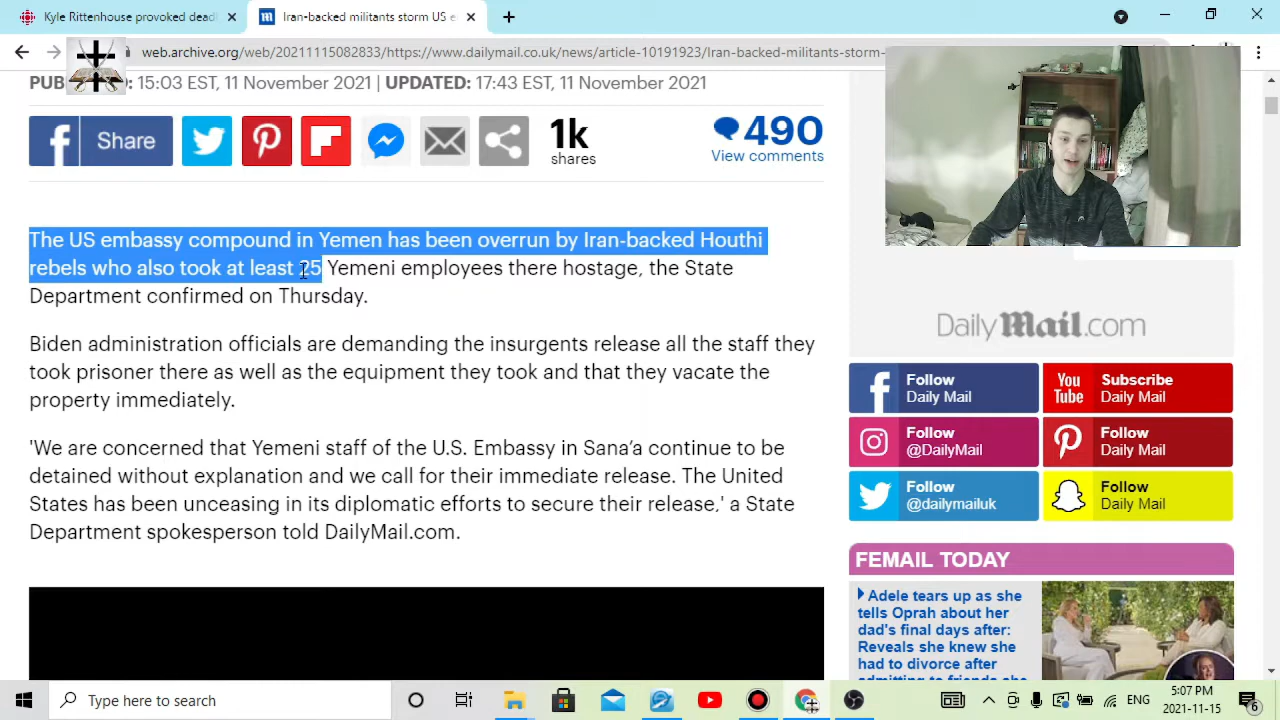 Kyle Rittenhouse provoked dead
Iran-backed militants storm US e
web.archive.org/web/20211115082833/https://www.dailymail.co.uk/news/article-10191923/Iran-backed-militants-storm-
15:03 EST, 11 November 2021 | UPDATED: 17:43 EST, 11 November 2021
Share
1k
shares
490
View comments
The US embassy compound in Yemen has been overrun by Iran-backed Houthi
rebels who also took at least 25 Yemeni employees there hostage, the State
Department confirmed on Thursday.
Biden administration officials are demanding the insurgents release all the staff they
took prisoner there as well as the equipment they took and that they vacate the
property immediately.
'We are concerned that Yemeni staff of the U.S. Embassy in Sana'a continue to be
detained without explanation and we call for their immediate release. The United
States has been unceasing in its diplomatic efforts to secure their release,' a State
Department spokesperson told DailyMail.com.
Daily Mail.com
Follow
Daily Mail
You
Tube
Subscribe
Daily Mail
Follow
@DailyMail
Follow
Daily Mail
Follow
@dailymailuk
Follow
Daily Mail
FEMAIL TODAY
Adele tears up as she
tells Oprah about her
dad's final days after:
Reveals she knew she
had to divorce after
admitting to friends she
Type here to search
ENG
5:07 PM
2021-11-15
6